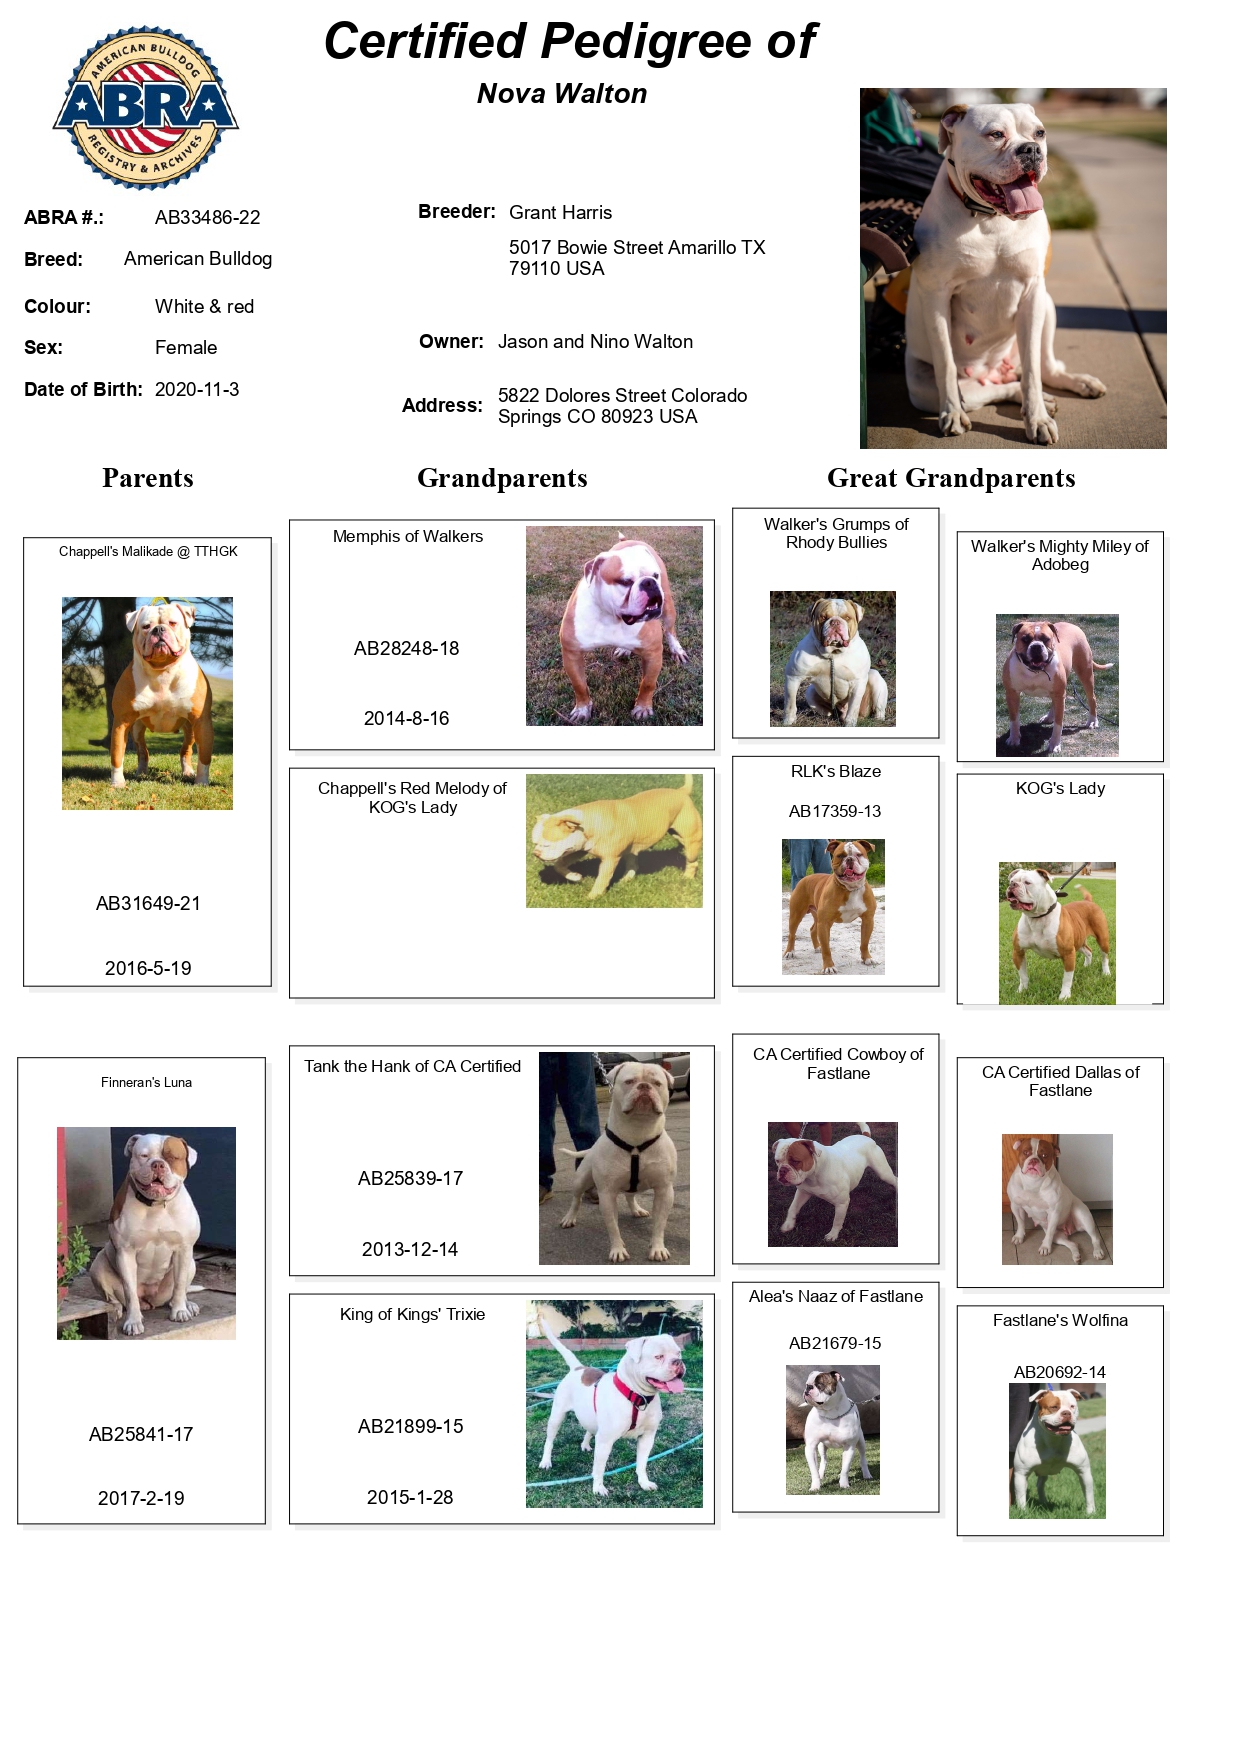 Certified Pedigree of
Nova Walton
AMERICAN BULLDOG
ABRA
REGISTRY & ARCHIVES
ABRA #.: AB33486-22
Breed: American Bulldog
Colour: White & red
Sex: Female
Date of Birth: 2020-11-3
Breeder: Grant Harris
5017 Bowie Street Amarillo TX
79110 USA
Owner: Jason and Nino Walton
Address: 5822 Dolores Street Colorado
Springs CO 80923 USA
Parents
Grandparents
Great Grandparents
Chappell's Malikade @ TTHGK
AB31649-21
2016-5-19
Memphis of Walkers
AB28248-18
2014-8-16
Chappell's Red Melody of
KOG's Lady
Walker's Grumps of
Rhody Bullies
Walker's Mighty Miley of
Adobeg
RLK's Blaze
AB17359-13
KOG's Lady
Finneran's Luna
AB25841-17
2017-2-19
Tank the Hank of CA Certified
AB25839-17
2013-12-14
King of Kings' Trixie
AB21899-15
2015-1-28
CA Certified Cowboy of
Fastlane
CA Certified Dallas of
Fastlane
Alea's Naaz of Fastlane
AB21679-15
Fastlane's Wolfina
AB20692-14